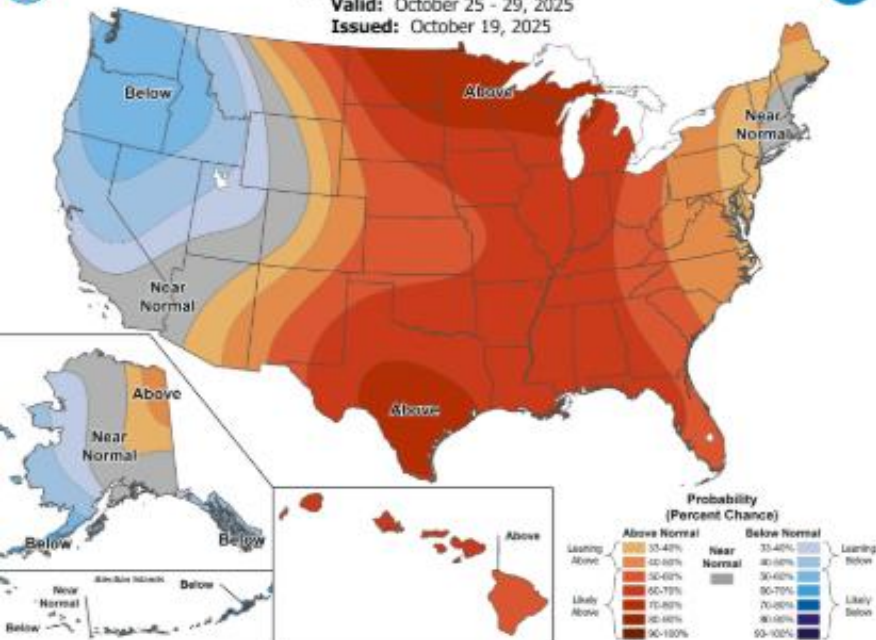 Valid: October 25 - 29, 2025
Issued: October 19, 2025
Below
Above
Near
Normal
Near
Normal
Above
Above
Near
Normal
Below
Below
Aleutian Islands
Near
Normal
Below
Below
Above
Probability
(Percent Chance)
Above Normal
Below Normal
Near
Normal
Leaning
Above
Likely
Above
33-40%
40-50%
50-60%
60-70%
70-80%
80-90%
90-100%
33-40%
40-50%
50-60%
60-70%
70-80%
80-90%
90-100%
Leaning
Below
Likely
Below